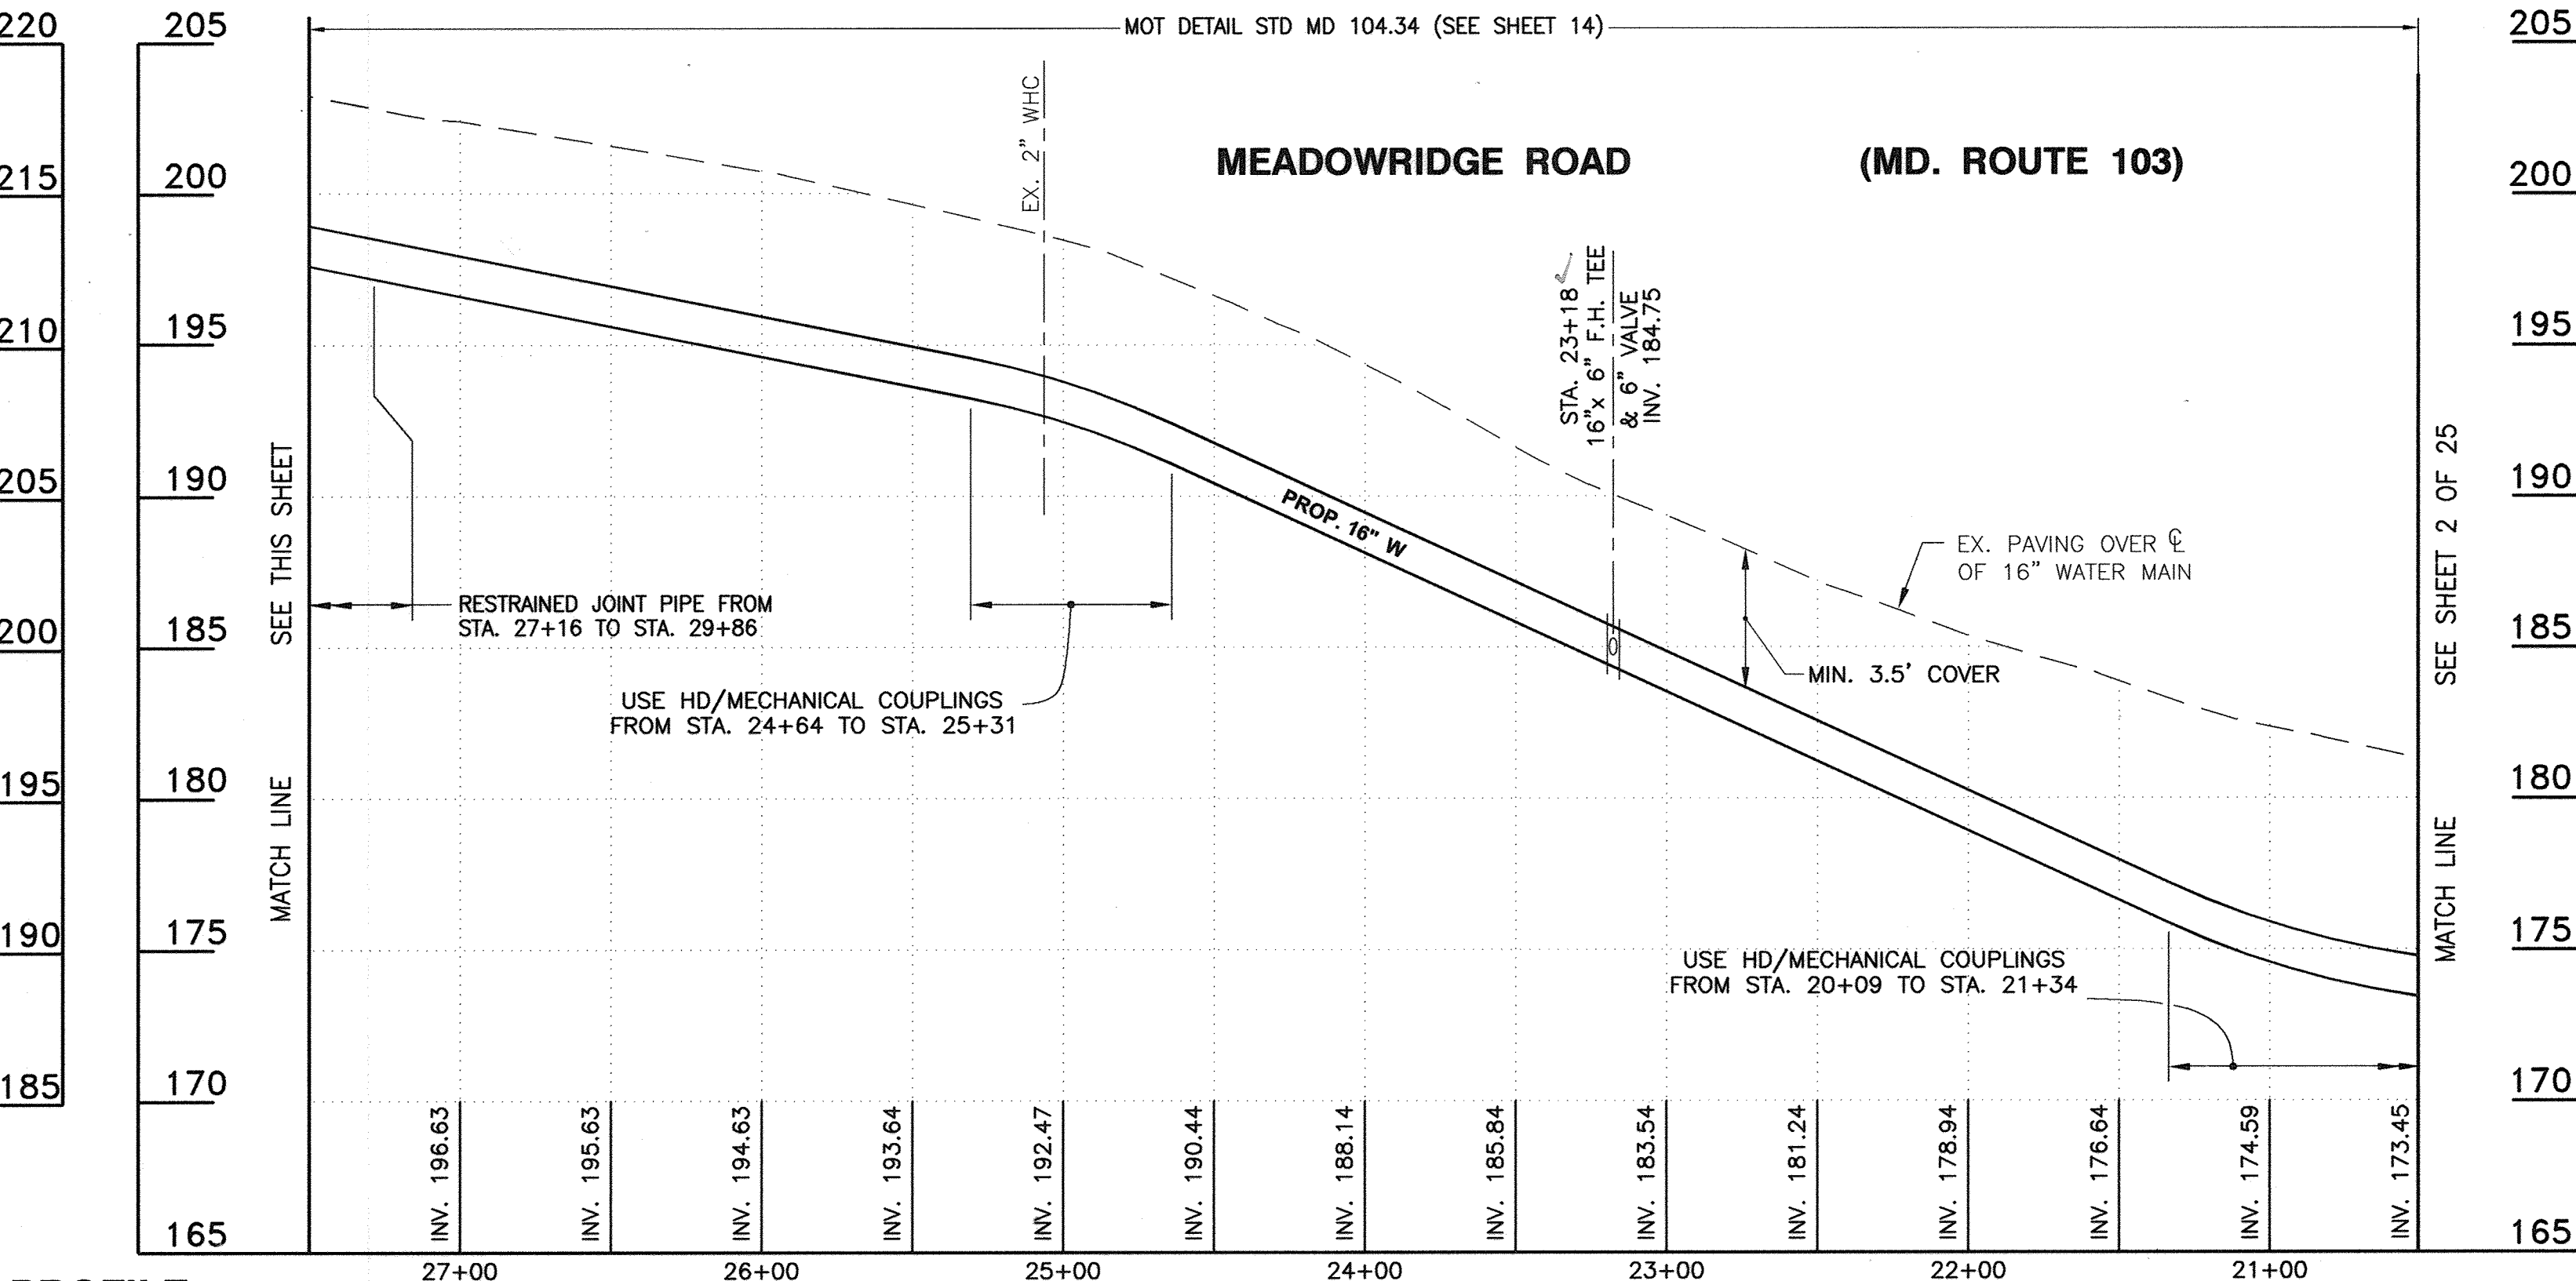 MOT DETAIL STD MD 104.34 (SEE SHEET 14)
220
215
210
205
200
195
190
185
205
200
195
190
185
180
175
170
165
MATCH LINE SEE THIS SHEET
EX. 2" WHC
MEADOWRIDGE ROAD (MD. ROUTE 103)
STA. 23+18
16"x 6" F.H. TEE
& 6" VALVE
INV. 184.75
PROP. 16" W
EX. PAVING OVER ℄
OF 16" WATER MAIN
MIN. 3.5' COVER
RESTRAINED JOINT PIPE FROM
STA. 27+16 TO STA. 29+86
USE HD/MECHANICAL COUPLINGS
FROM STA. 24+64 TO STA. 25+31
USE HD/MECHANICAL COUPLINGS
FROM STA. 20+09 TO STA. 21+34
MATCH LINE SEE SHEET 2 OF 25
205
200
195
190
185
180
175
170
165
INV. 196.63
INV. 195.63
INV. 194.63
INV. 193.64
INV. 192.47
INV. 190.44
INV. 188.14
INV. 185.84
INV. 183.54
INV. 181.24
INV. 178.94
INV. 176.64
INV. 174.59
INV. 173.45
27+00 26+00 25+00 24+00 23+00 22+00 21+00